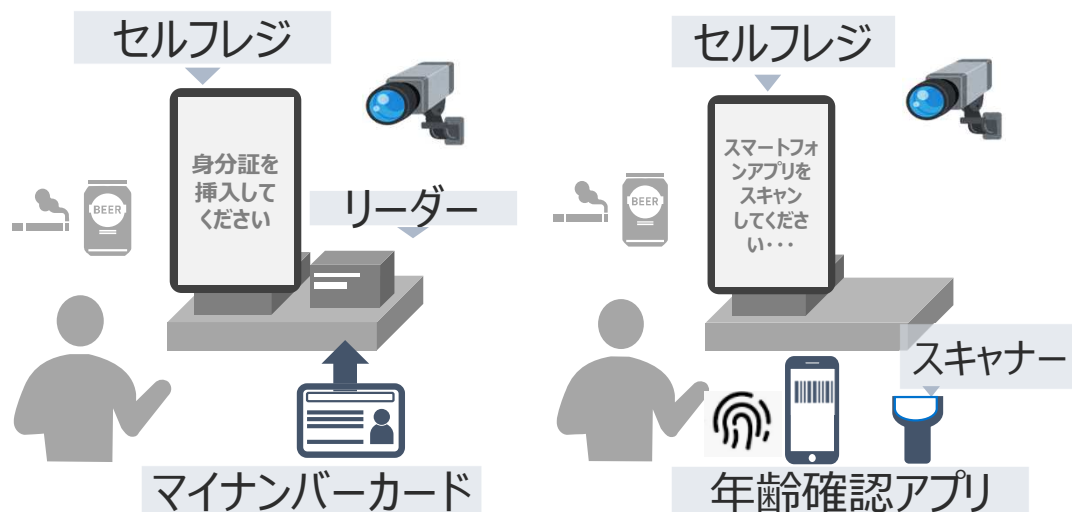 セルフレジ
身分証を
挿入して
ください
BEER
リーダー
マイナンバーカード
セルフレジ
スマートフォ
ンアプリを
スキャン
してくださ
い・・・
BEER
スキャナー
年齢確認アプリ